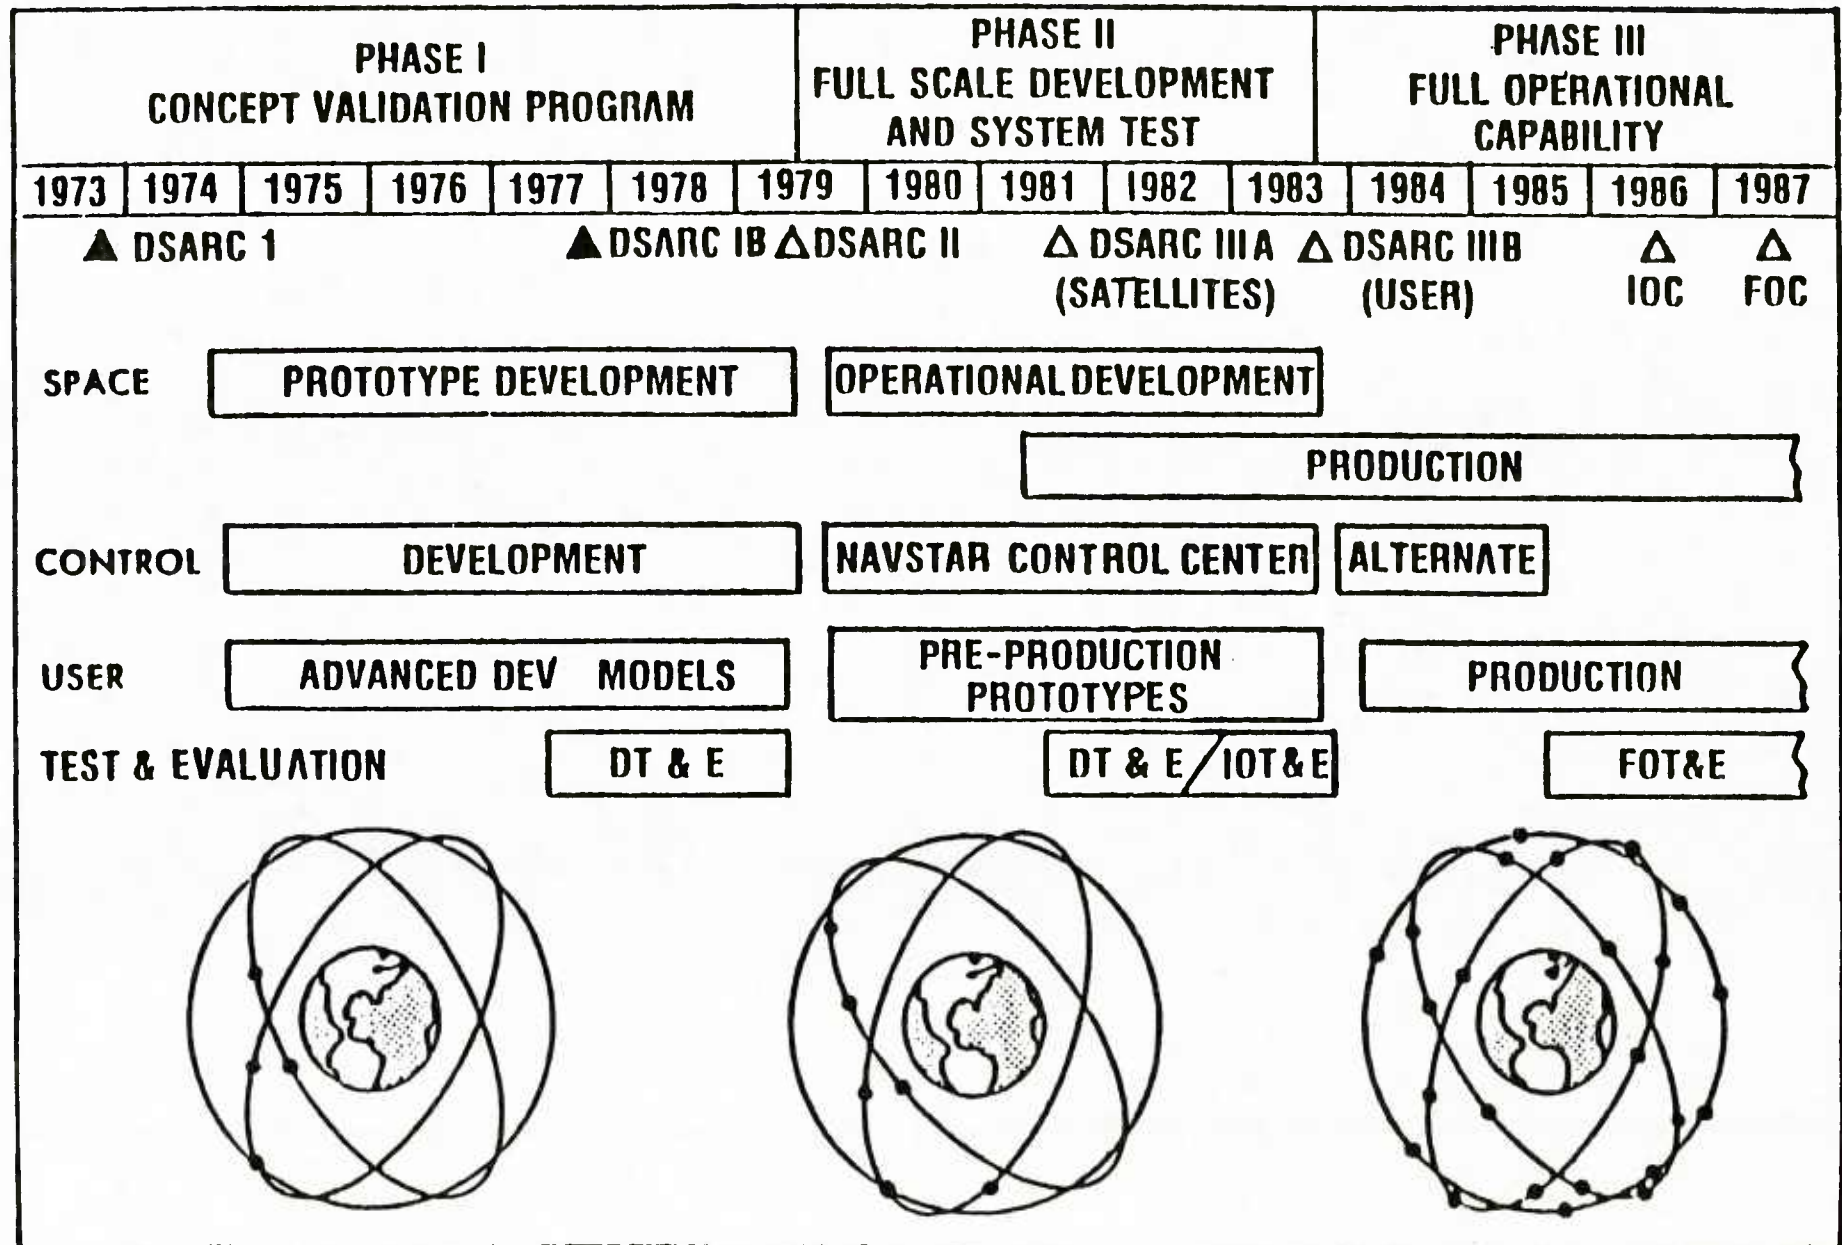 PHASE I
CONCEPT VALIDATION PROGRAM
PHASE II
FULL SCALE DEVELOPMENT
AND SYSTEM TEST
PHASE III
FULL OPERATIONAL
CAPABILITY
1973 1974 1975 1976 1977 1978 1979 1980 1981 1982 1983 1984 1985 1986 1987
DSARC 1 DSARC IB DSARC II DSARC IIIA DSARC IIIB
(SATELLITES) (USER) IOC FOC
SPACE PROTOTYPE DEVELOPMENT OPERATIONAL DEVELOPMENT
PRODUCTION
CONTROL DEVELOPMENT NAVSTAR CONTROL CENTER ALTERNATE
USER ADVANCED DEV MODELS PRE-PRODUCTION
PROTOTYPES PRODUCTION
TEST & EVALUATION DT & E DT & E/IOT&E FOT&E